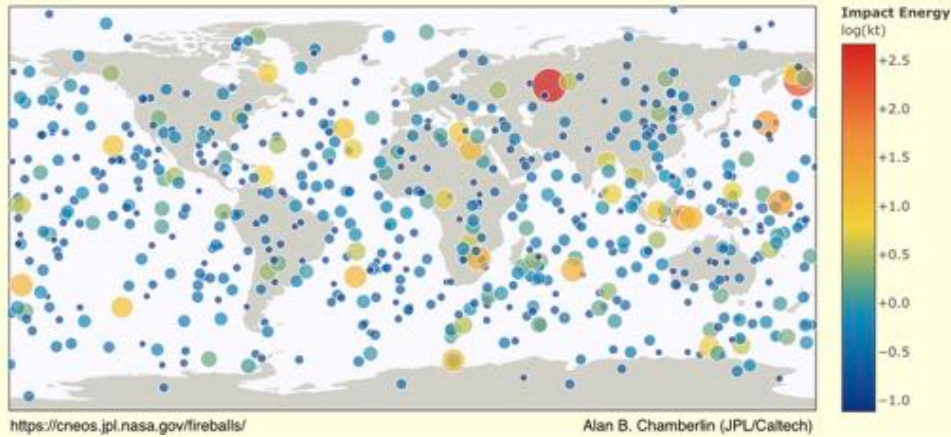 Impact Energy
log(kt)
+2.5
+2.0
+1.5
+1.0
+0.5
+0.0
−0.5
−1.0
https://cneos.jpl.nasa.gov/fireballs/
Alan B. Chamberlin (JPL/Caltech)